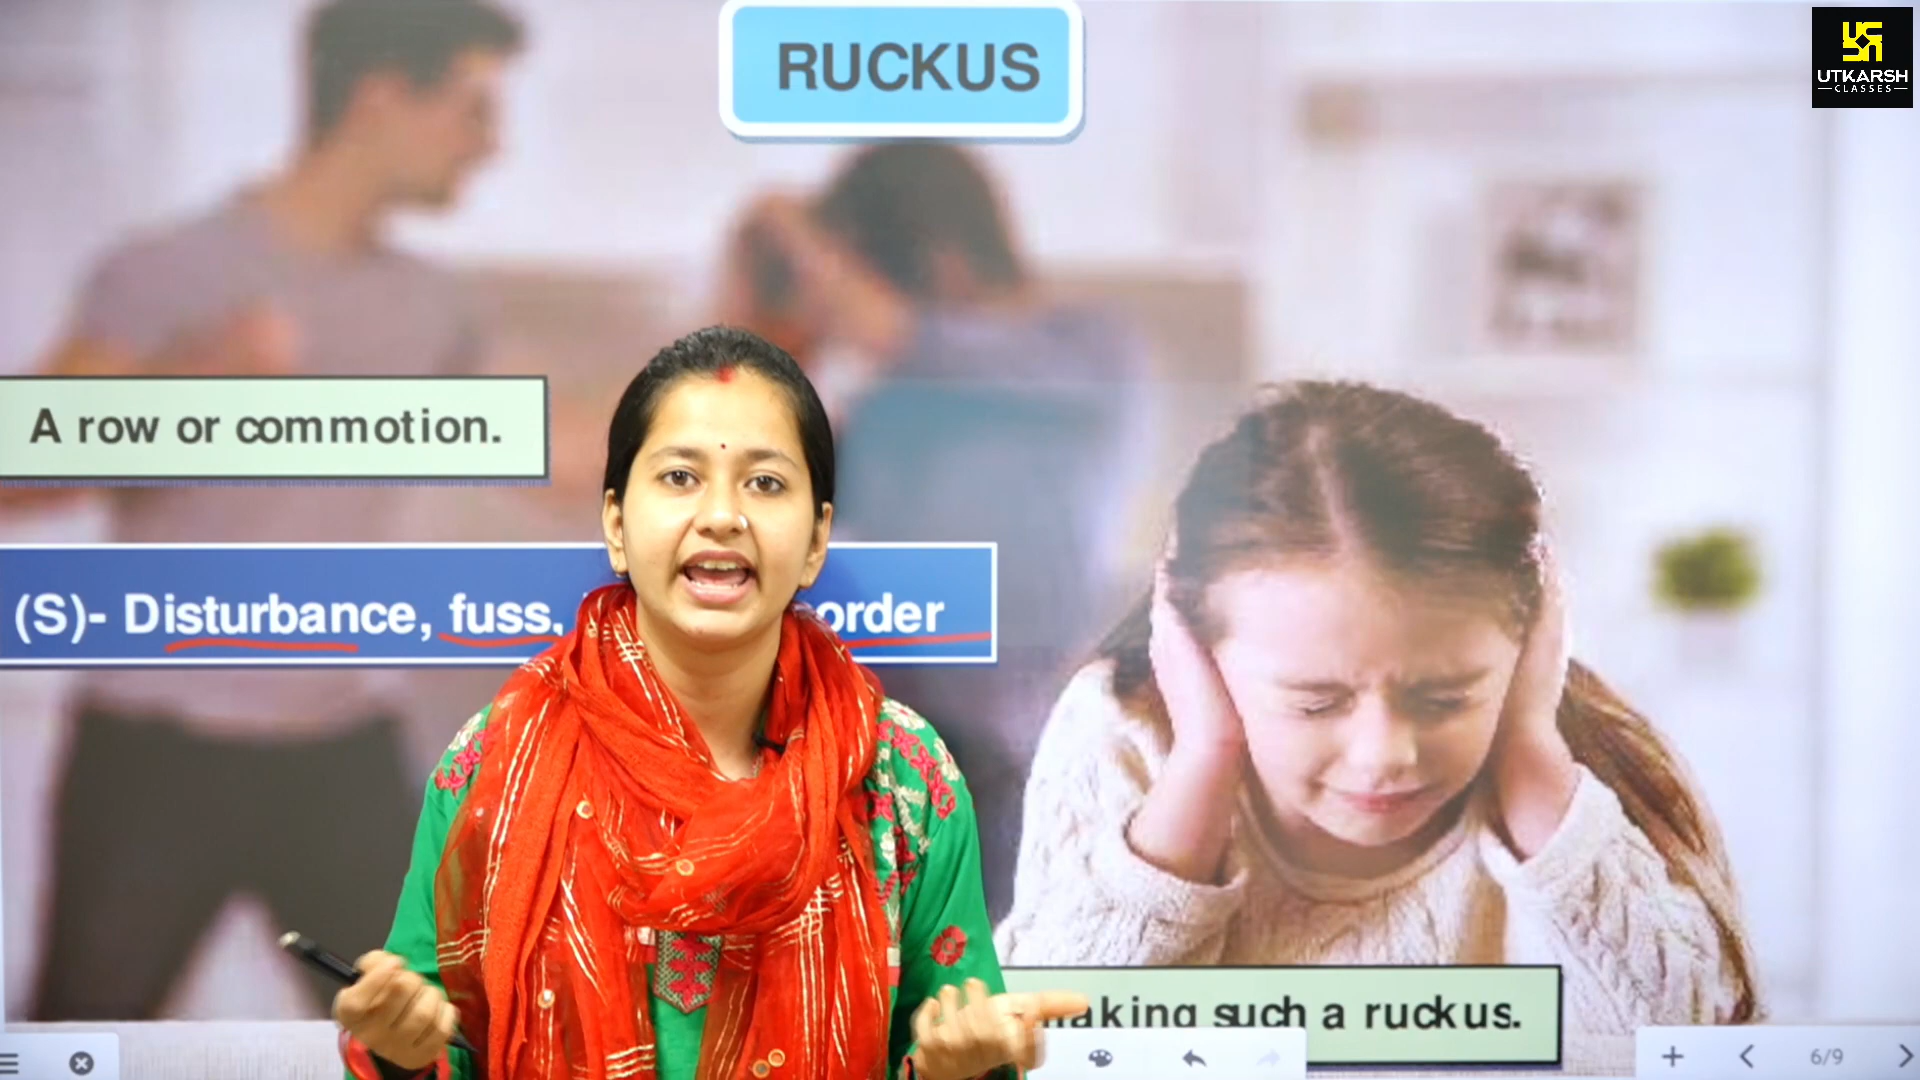 RUCKUS
UTKARSH
CLASSES
A row or commotion.
(S)- Disturbance, fuss, order
aking such a ruckus.
6/9